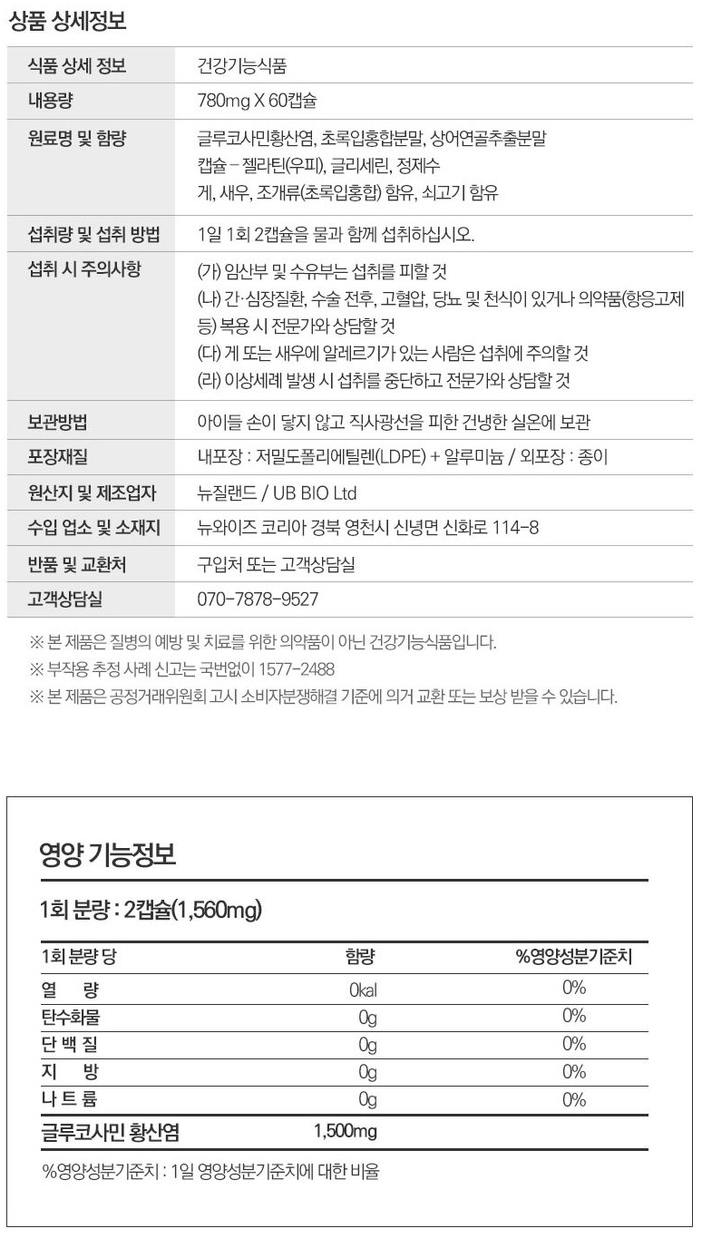 상품 상세정보
식품 상세 정보 건강기능식품
내용량 780mg X 60캡슐
원료명 및 함량 글루코사민황산염, 초록입홍합분말, 상어연골추출분말
캡슐 – 젤라틴(우피), 글리세린, 정제수
게, 새우, 조개류(초록입홍합) 함유, 쇠고기 함유
섭취량 및 섭취 방법 1일 1회 2캡슐을 물과 함께 섭취하십시오.
섭취 시 주의사항 (가) 임산부 및 수유부는 섭취를 피할 것
(나) 간·심장질환, 수술 전후, 고혈압, 당뇨 및 천식이 있거나 의약품(항응고제
등) 복용 시 전문가와 상담할 것
(다) 게 또는 새우에 알레르기가 있는 사람은 섭취에 주의할 것
(라) 이상세례 발생 시 섭취를 중단하고 전문가와 상담할 것
보관방법 아이들 손이 닿지 않고 직사광선을 피한 건냉한 실온에 보관
포장재질 내포장 : 저밀도폴리에틸렌(LDPE) + 알루미늄 / 외포장 : 종이
원산지 및 제조업자 뉴질랜드 / UB BIO Ltd
수입 업소 및 소재지 뉴와이즈 코리아 경북 영천시 신녕면 신화로 114-8
반품 및 교환처 구입처 또는 고객상담실
고객상담실 070-7878-9527
※ 본 제품은 질병의 예방 및 치료를 위한 의약품이 아닌 건강기능식품입니다.
※ 부작용 추정 사례 신고는 국번없이 1577-2488
※ 본 제품은 공정거래위원회 고시 소비자분쟁해결 기준에 의거 교환 또는 보상 받을 수 있습니다.
영양 기능정보
1회 분량 : 2캡슐(1,560mg)
1회 분량 당 함량 %영양성분기준치
열 량 0kal 0%
탄수화물 0g 0%
단 백 질 0g 0%
지 방 0g 0%
나 트 륨 0g 0%
글루코사민 황산염 1,500mg
%영양성분기준치 : 1일 영양성분기준치에 대한 비율